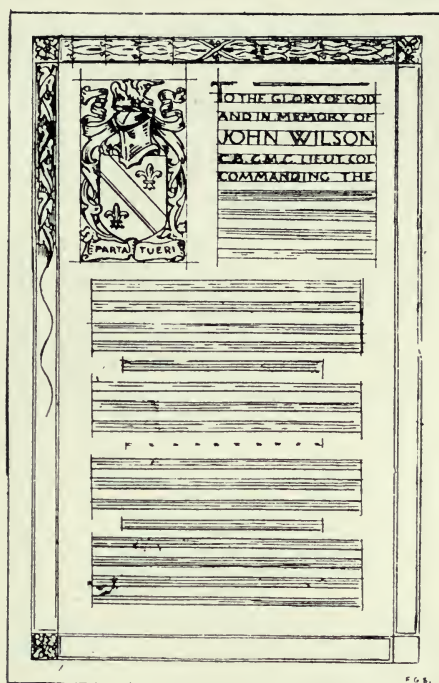 TO THE GLORY OF GOD
AND IN MEMORY OF
JOHN WILSON
C.B. C.M.G. LIEUT. COL
COMMANDING THE
PARTA TUERI
F G B.